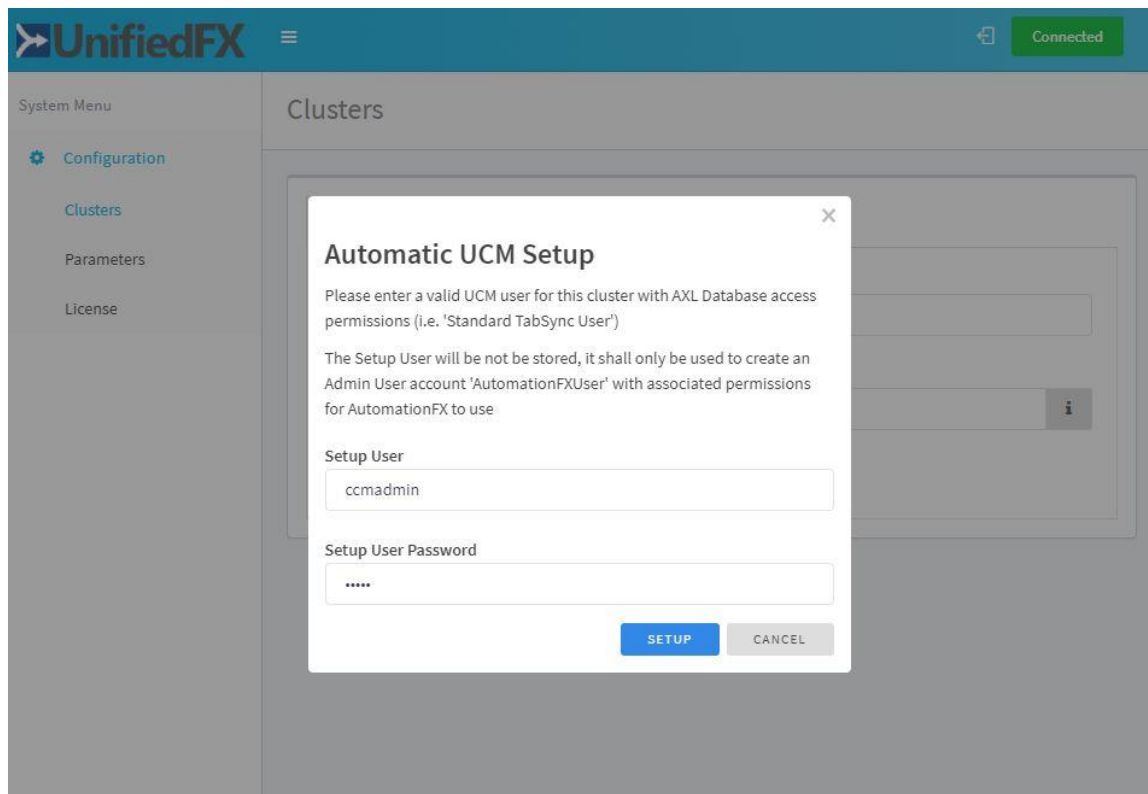 UnifiedFX
Connected
System Menu
Clusters
Configuration
Clusters
Parameters
License
×
Automatic UCM Setup
Please enter a valid UCM user for this cluster with AXL Database access
permissions (i.e. 'Standard TabSync User')
The Setup User will be not be stored, it shall only be used to create an
Admin User account 'AutomationFXUser' with associated permissions
for AutomationFX to use
i
Setup User
ccmadmin
Setup User Password
•••••
SETUP
CANCEL